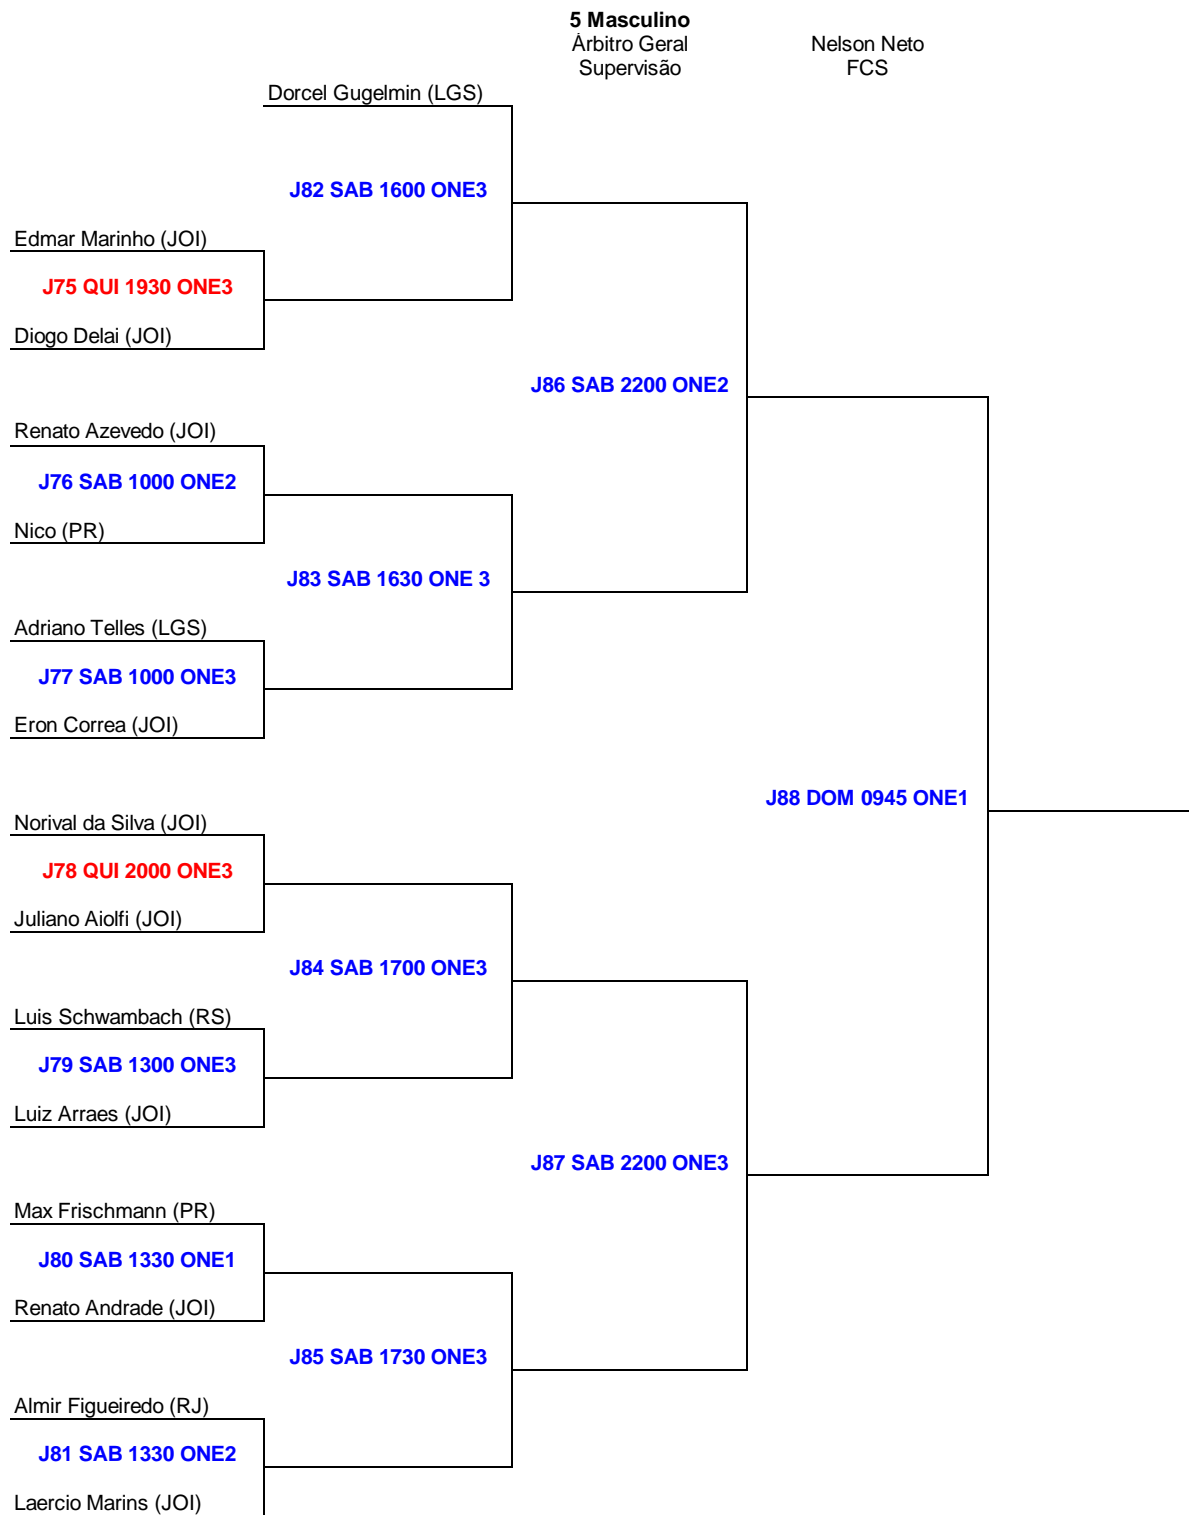 5 Masculino
Árbitro Geral
Nelson Neto
Supervisão
FCS
Dorcel Gugelmin (LGS)
J82 SAB 1600 ONE3
Edmar Marinho (JOI)
J75 QUI 1930 ONE3
Diogo Delai (JOI)
J86 SAB 2200 ONE2
Renato Azevedo (JOI)
J76 SAB 1000 ONE2
Nico (PR)
J83 SAB 1630 ONE 3
Adriano Telles (LGS)
J77 SAB 1000 ONE3
Eron Correa (JOI)
J88 DOM 0945 ONE1
Norival da Silva (JOI)
J78 QUI 2000 ONE3
Juliano Aiolfi (JOI)
J84 SAB 1700 ONE3
Luis Schwambach (RS)
J79 SAB 1300 ONE3
Luiz Arraes (JOI)
J87 SAB 2200 ONE3
Max Frischmann (PR)
J80 SAB 1330 ONE1
Renato Andrade (JOI)
J85 SAB 1730 ONE3
Almir Figueiredo (RJ)
J81 SAB 1330 ONE2
Laercio Marins (JOI)